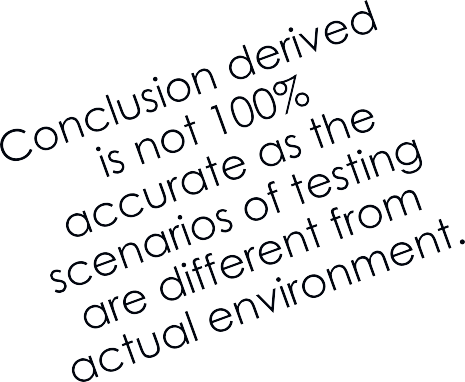 Conclusion derived
is not 100%
accurate as the
scenarios of testing
are different from
actual environment.